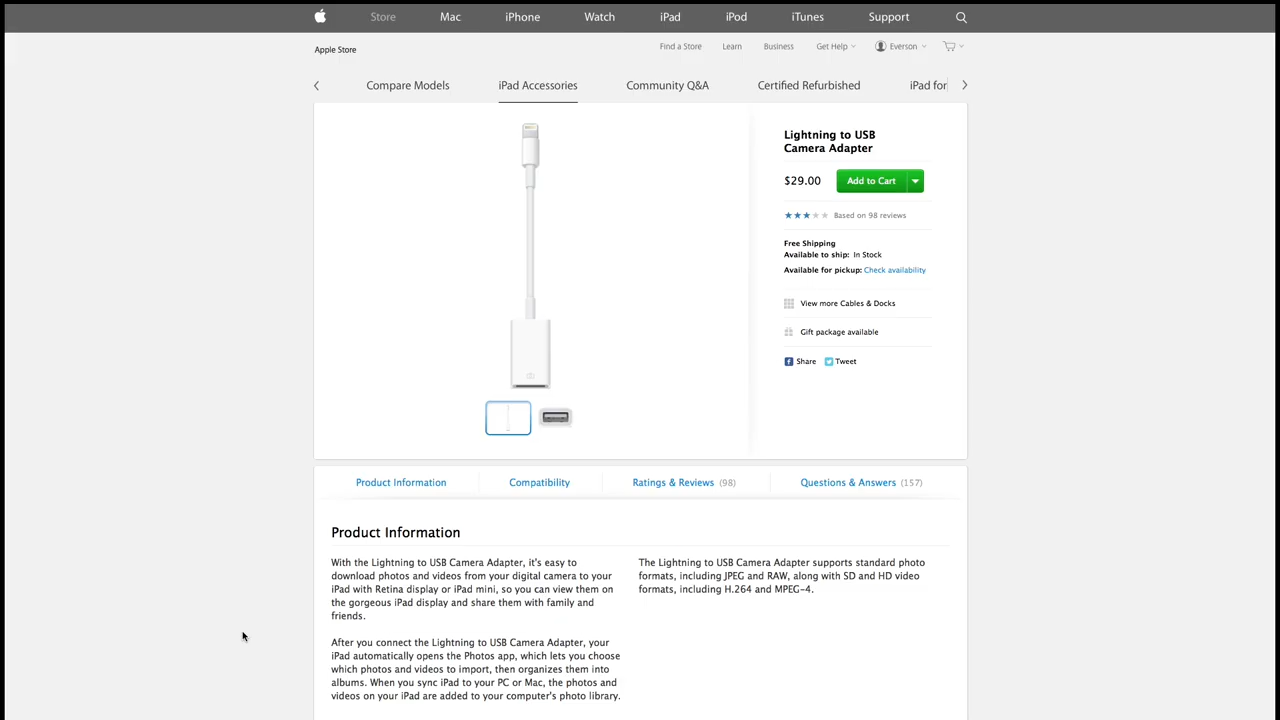 Store Mac iPhone Watch iPad iPod iTunes Support
Apple Store
Find a Store Learn Business Get Help Everson
Compare Models iPad Accessories Community Q&A Certified Refurbished iPad for
Lightning to USB
Camera Adapter
$29.00 Add to Cart
Based on 98 reviews
Free Shipping
Available to ship: In Stock
Available for pickup: Check availability
View more Cables & Docks
Gift package available
Share Tweet
Product Information Compatibility Ratings & Reviews (98) Questions & Answers (157)
Product Information
With the Lightning to USB Camera Adapter, it's easy to
download photos and videos from your digital camera to your
iPad with Retina display or iPad mini, so you can view them on
the gorgeous iPad display and share them with family and
friends.
After you connect the Lightning to USB Camera Adapter, your
iPad automatically opens the Photos app, which lets you choose
which photos and videos to import, then organizes them into
albums. When you sync iPad to your PC or Mac, the photos and
videos on your iPad are added to your computer's photo library.
The Lightning to USB Camera Adapter supports standard photo
formats, including JPEG and RAW, along with SD and HD video
formats, including H.264 and MPEG-4.